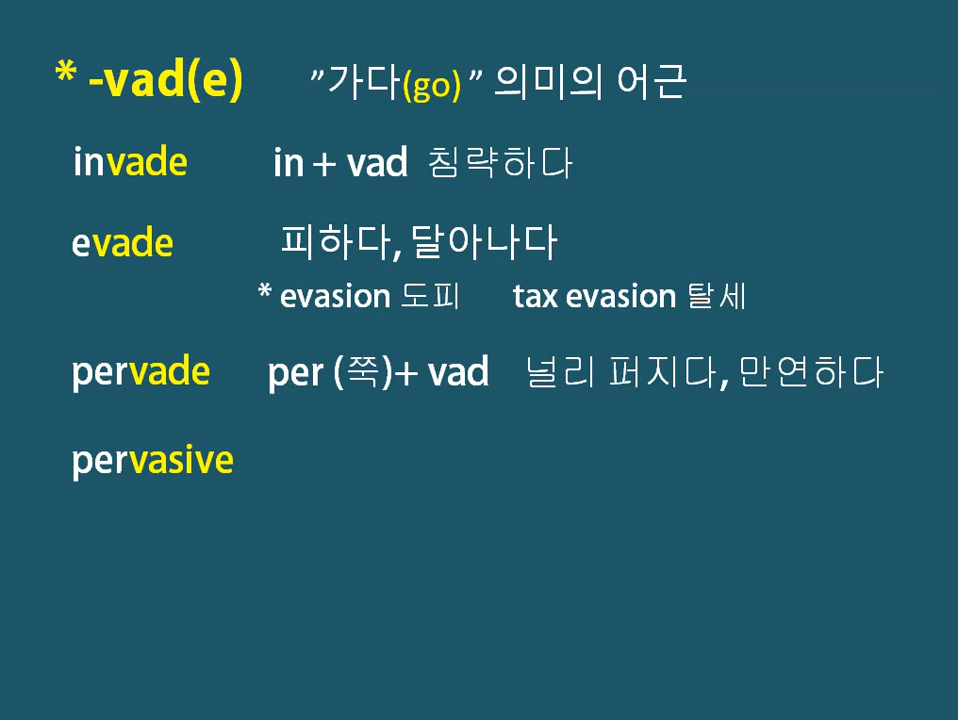 * -vad(e) ”가다(go) ” 의미의 어근
invade in + vad 침략하다
evade 피하다, 달아나다
* evasion 도피 tax evasion 탈세
pervade per (쭉)+ vad 널리 퍼지다, 만연하다
pervasive